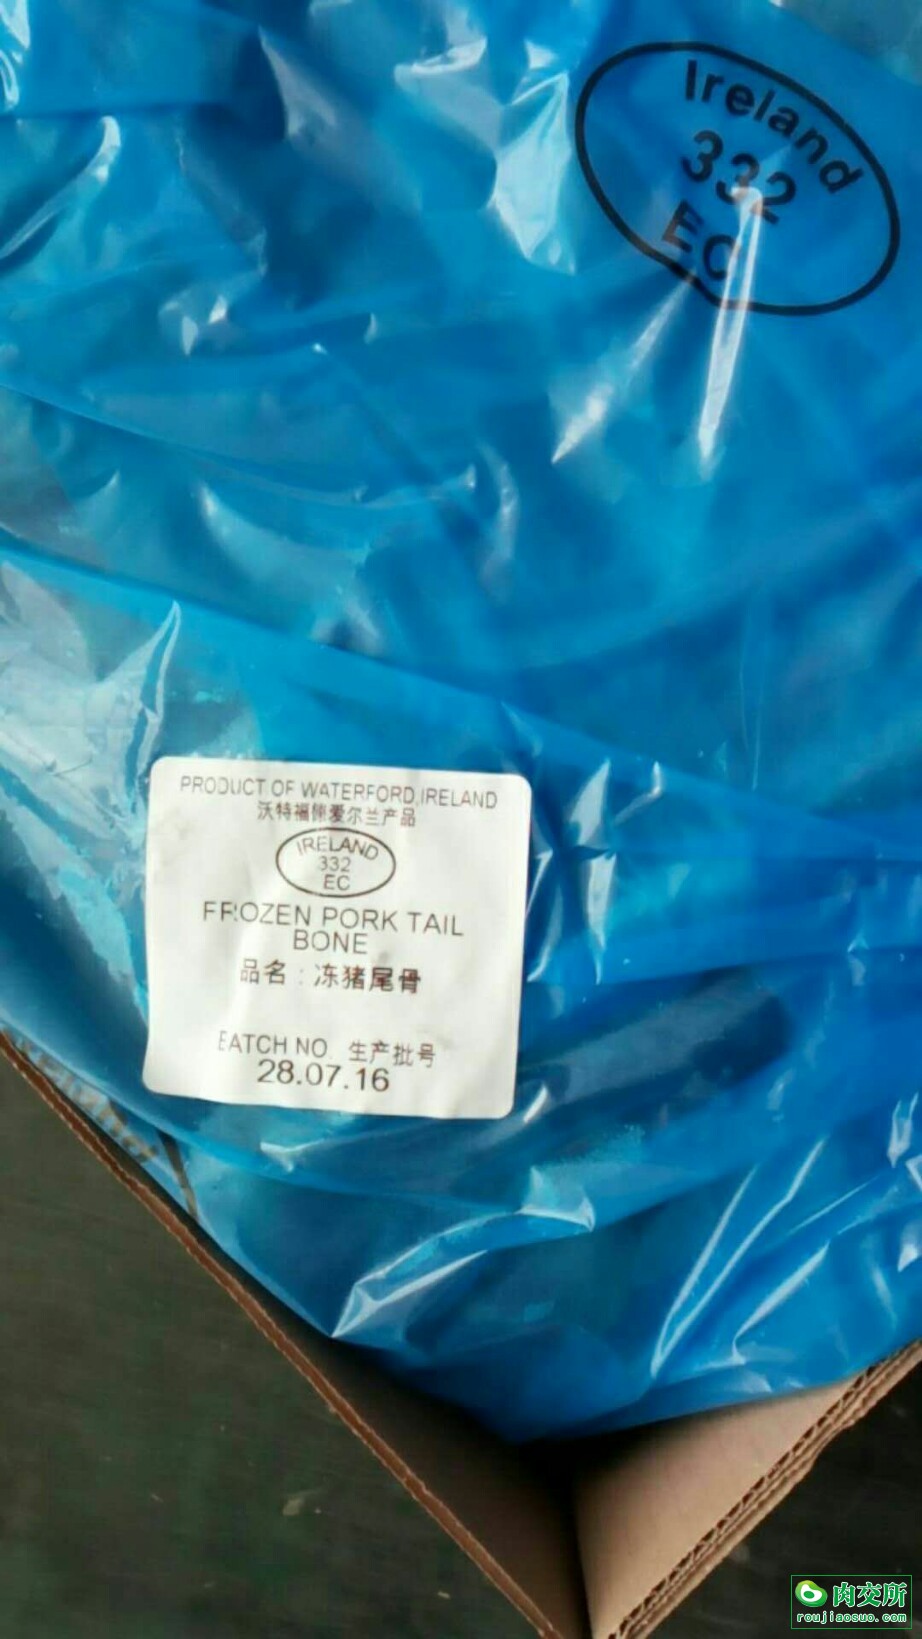 Ireland
332
EC
PRODUCT OF WATERFORD,IRELAND
沃特福德爱尔兰产品
IRELAND
332
EC
FROZEN PORK TAIL
BONE
品名：冻猪尾骨
BATCH NO 生产批号
28.07.16
肉交所
roujiaosuo.com